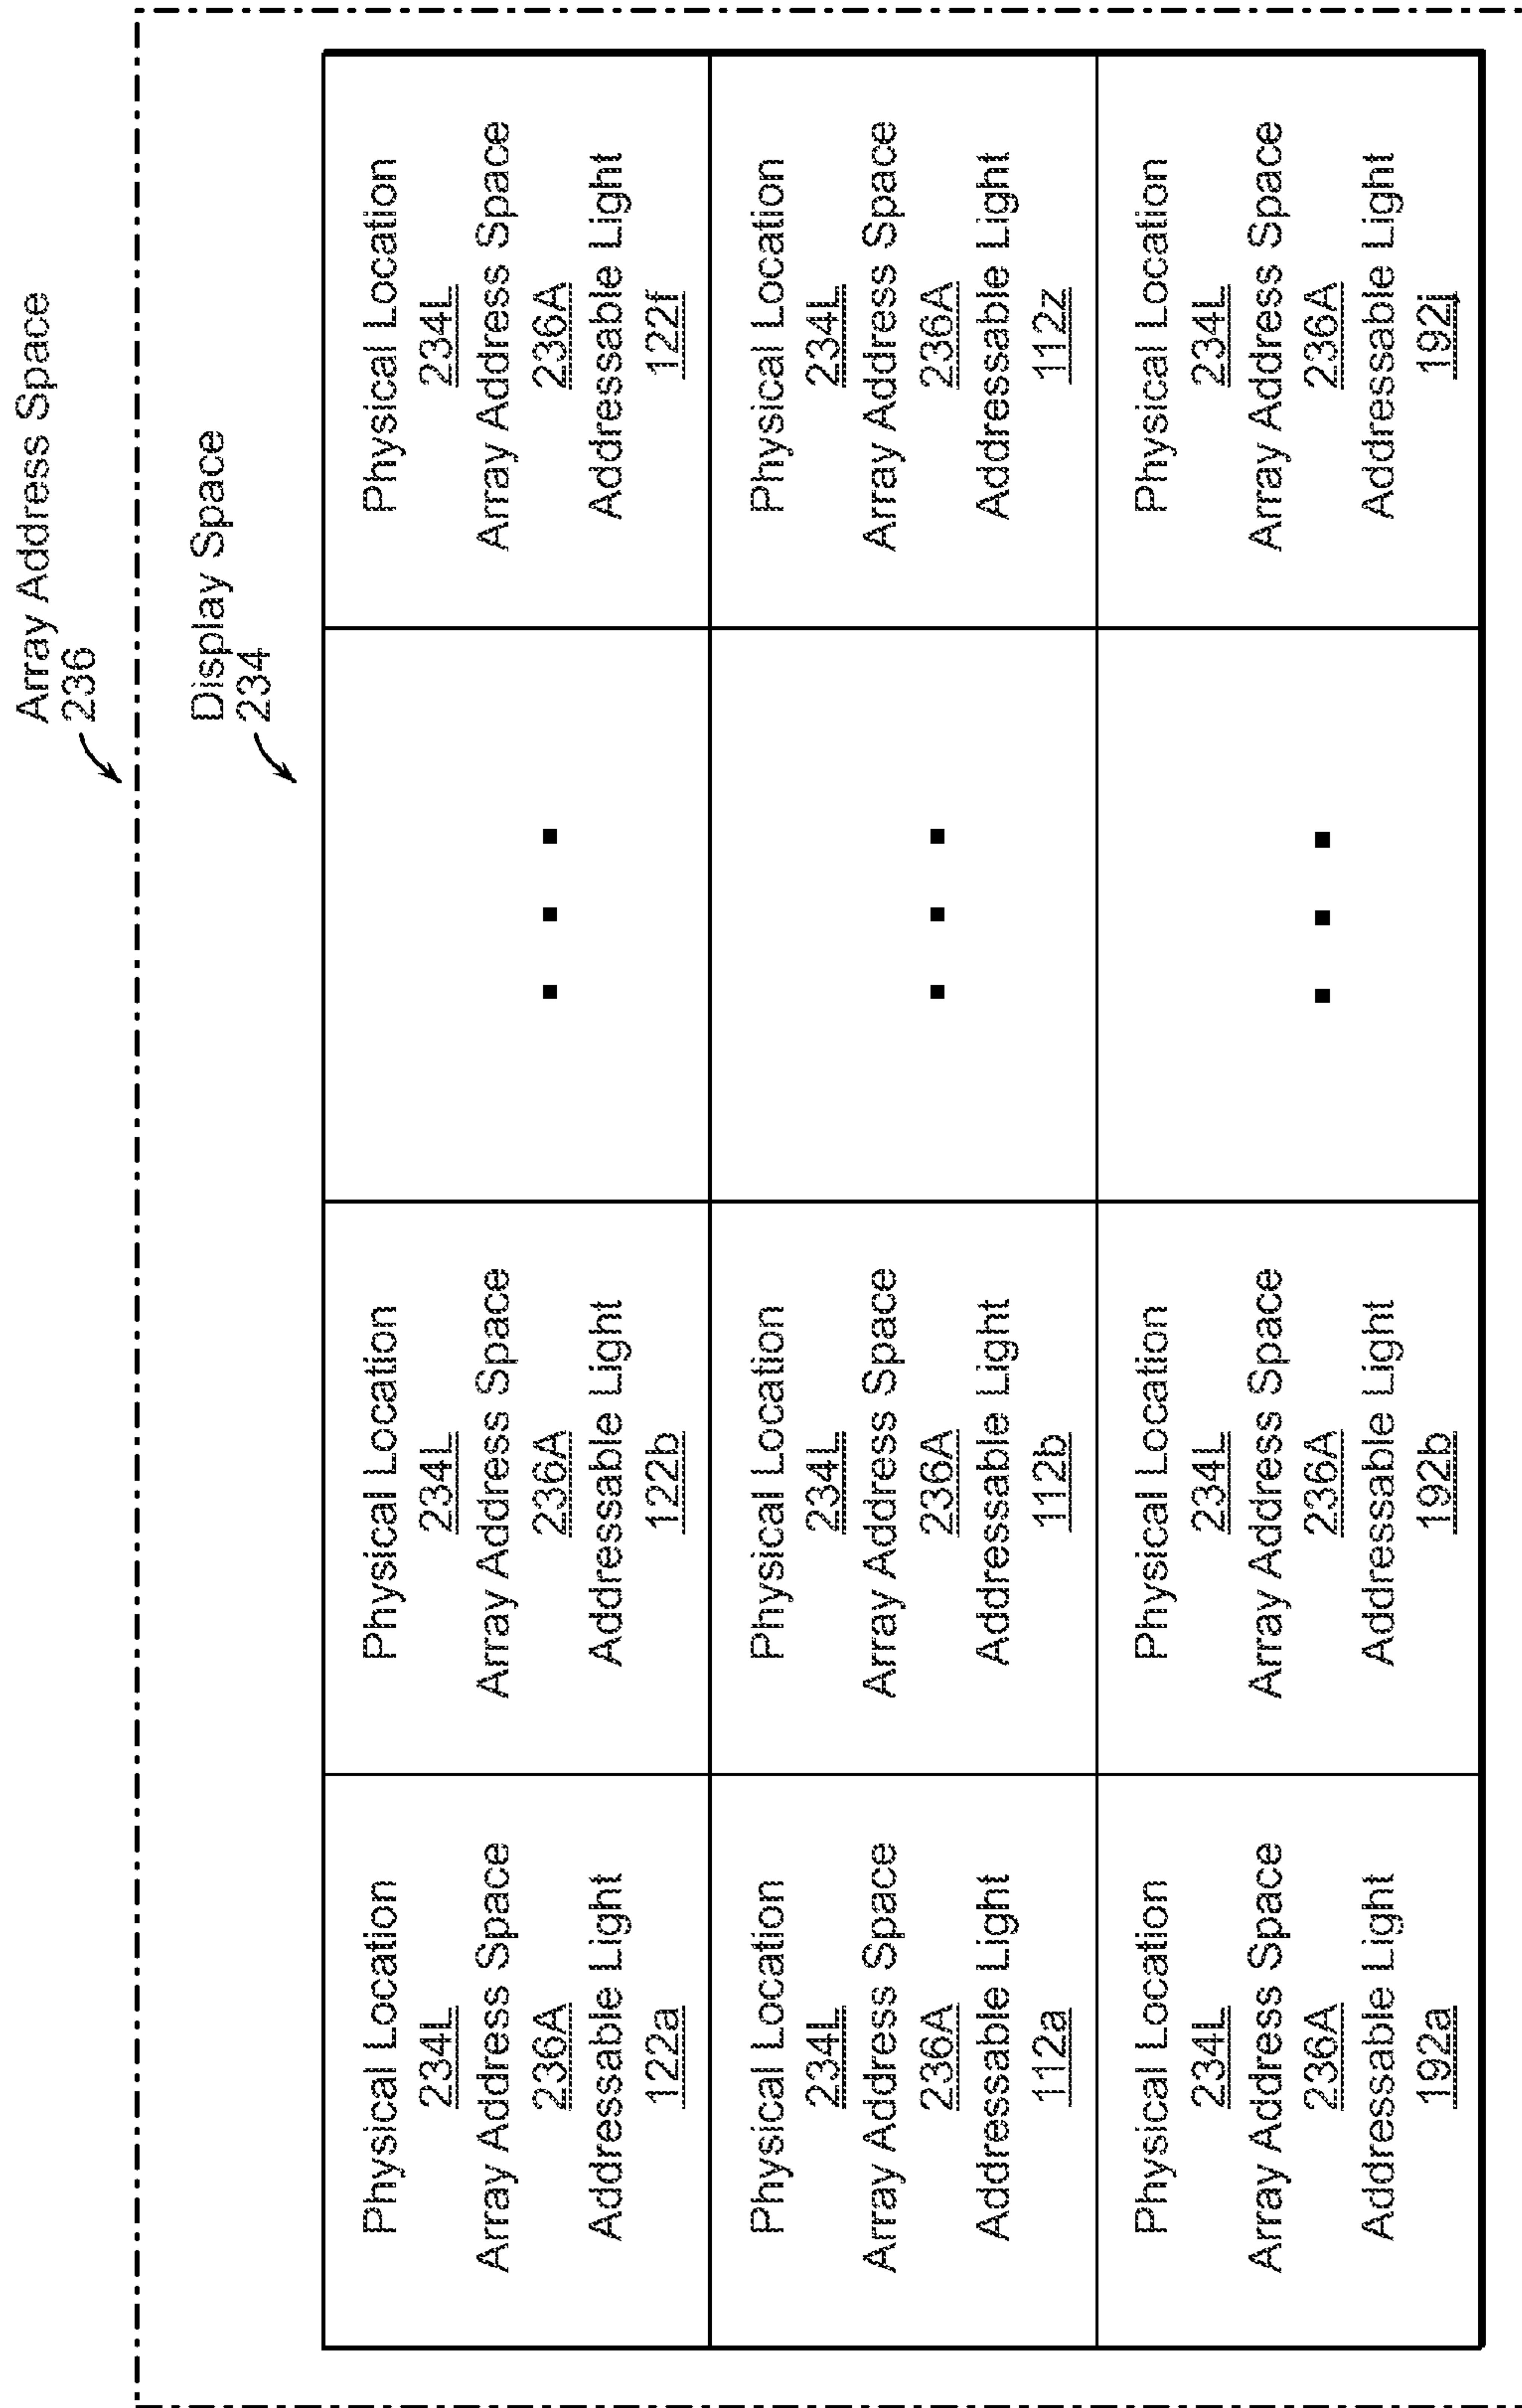 Array Address Space
236
Display Space
234
Physical Location
234L
Array Address Space
236A
Addressable Light
122a
Physical Location
234L
Array Address Space
236A
Addressable Light
122b
. . .
Physical Location
234L
Array Address Space
236A
Addressable Light
122f
Physical Location
234L
Array Address Space
236A
Addressable Light
112a
Physical Location
234L
Array Address Space
236A
Addressable Light
112b
. . .
Physical Location
234L
Array Address Space
236A
Addressable Light
112z
Physical Location
234L
Array Address Space
236A
Addressable Light
192a
Physical Location
234L
Array Address Space
236A
Addressable Light
192b
. . .
Physical Location
234L
Array Address Space
236A
Addressable Light
192j